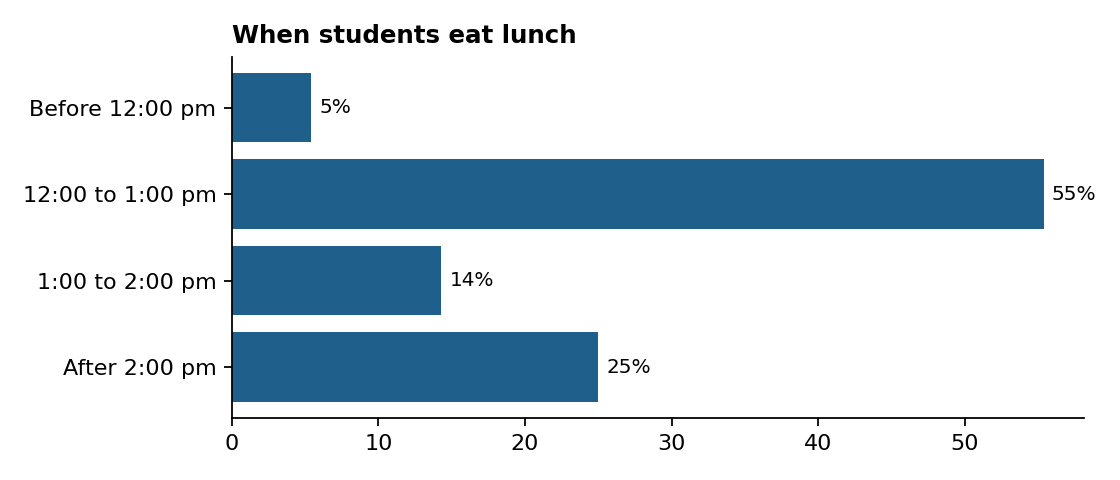 When students eat lunch
Before 12:00 pm
5%
12:00 to 1:00 pm
55%
1:00 to 2:00 pm
14%
After 2:00 pm
25%
0 10 20 30 40 50